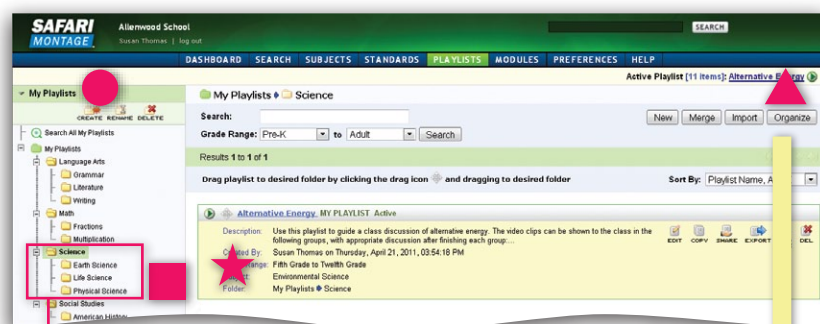 SAFARI
MONTAGE
Allenwood School
Susan Thomas | log out
SEARCH
DASHBOARD SEARCH SUBJECTS STANDARDS PLAYLISTS MODULES PREFERENCES HELP
Active Playlist [11 items]: Alternative Energy
My Playlists
CREATE RENAME DELETE
Search All My Playlists
My Playlists
Language Arts
Grammar
Literature
Writing
Math
Fractions
Multiplication
Science
Earth Science
Life Science
Physical Science
Social Studies
American History
My Playlists Science
Search:
Grade Range: Pre-K to Adult Search
New Merge Import Organize
Results 1 to 1 of 1
Drag playlist to desired folder by clicking the drag icon and dragging to desired folder
Sort By: Playlist Name, A
Alternative Energy MY PLAYLIST Active
Description: Use this playlist to guide a class discussion of alternative energy. The video clips can be shown to the class in the
following groups, with appropriate discussion after finishing each group:...
By: Susan Thomas on Thursday, April 21, 2011, 03:54:18 PM
Fifth Grade to Twelfth Grade
Environmental Science
Folder: My Playlists Science
EDIT COPY SHARE EXPORT DEL